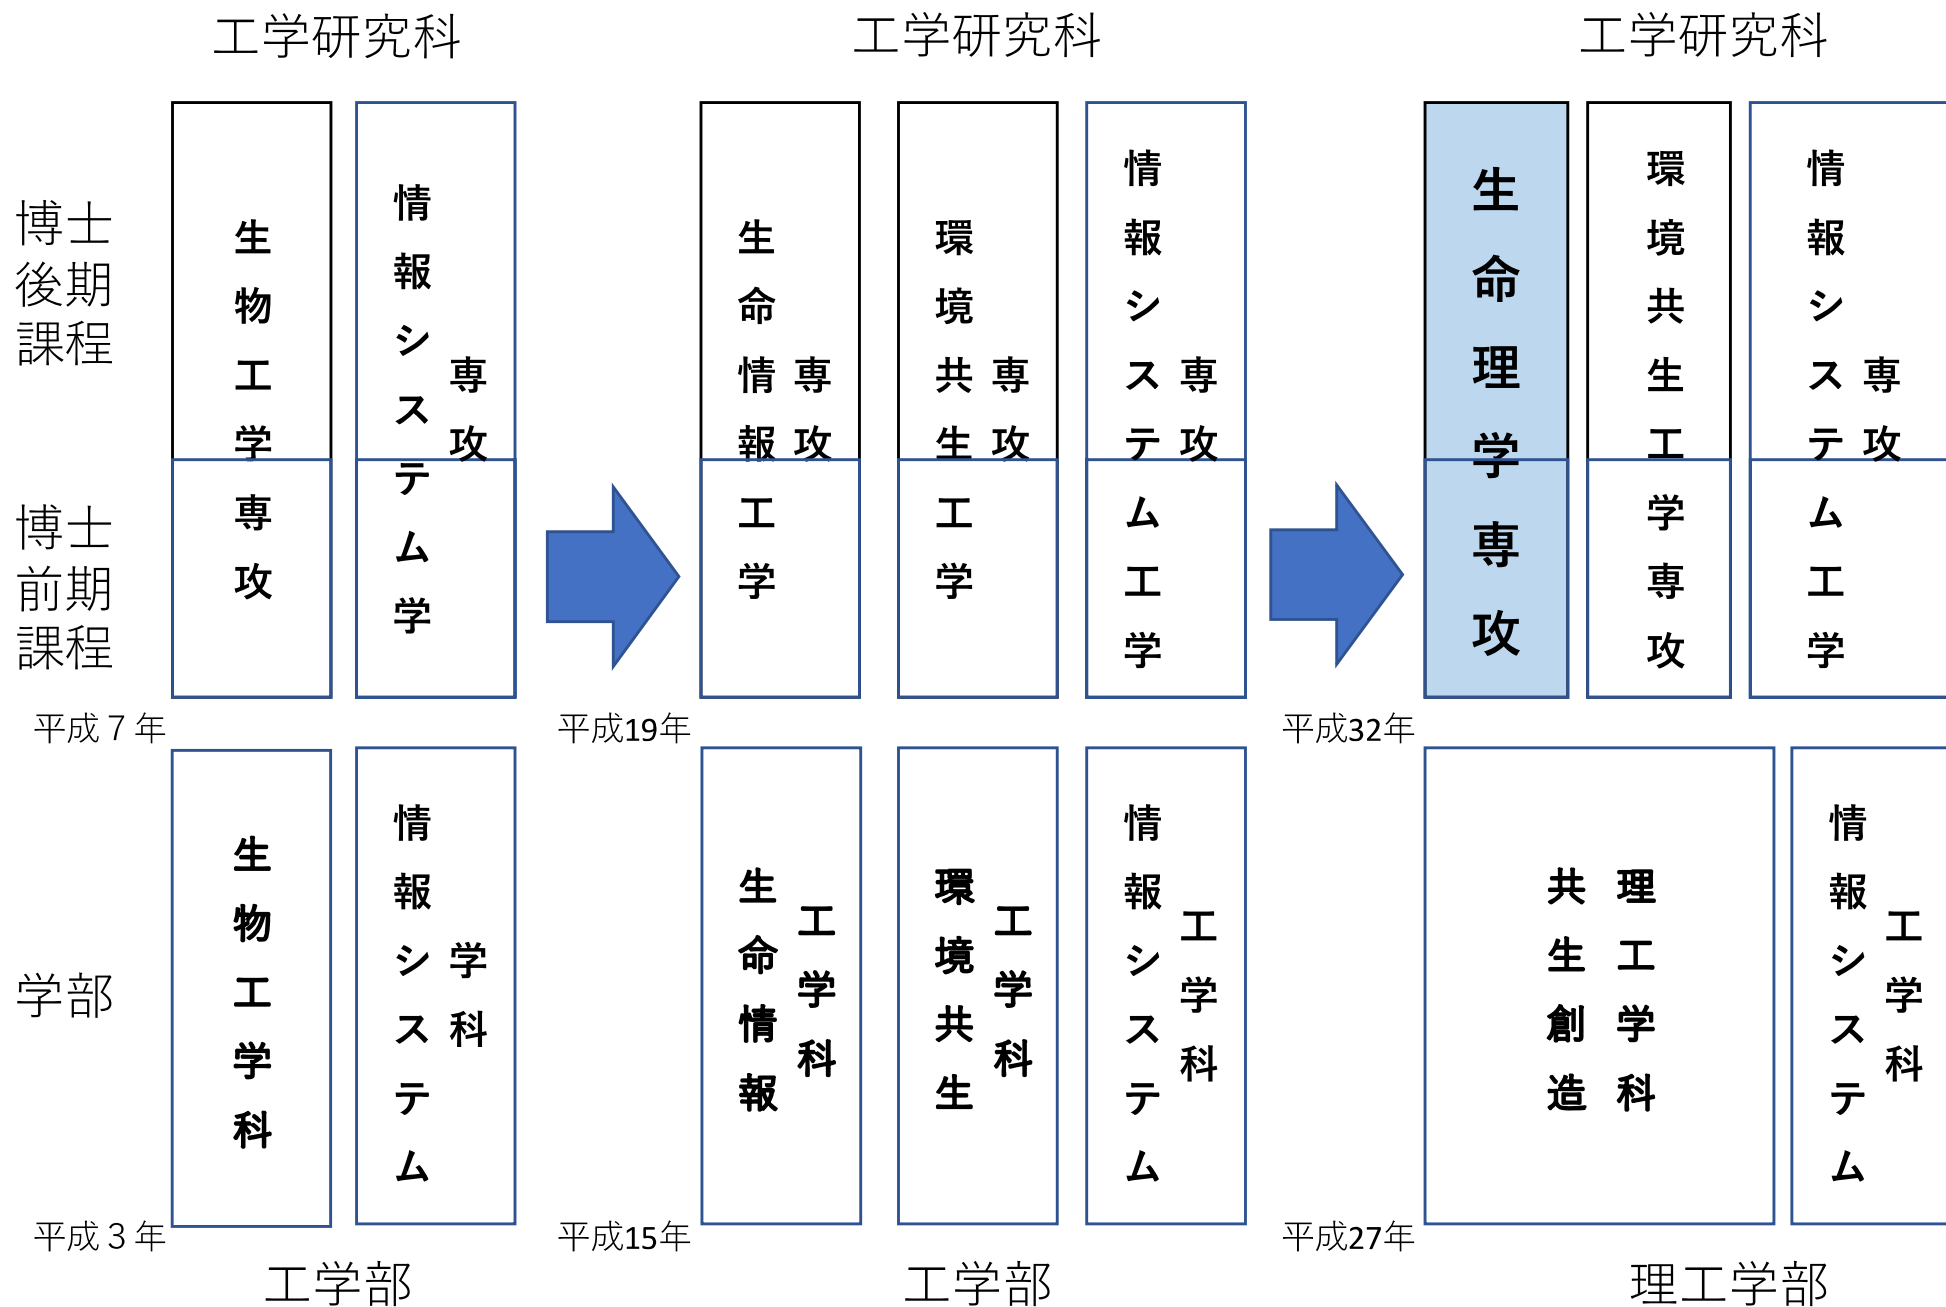 工学研究科
工学研究科
工学研究科
博士
後期
課程
博士
前期
課程
学部
生物工学専攻
情報システム学
専攻
生命情報工学
専攻
環境共生工学
専攻
情報システム工学
専攻
生命理学専攻
環境共生工学専攻
情報システム工学
専攻
平成７年
平成19年
平成32年
生物工学科
情報システム
学科
生命情報
工学科
環境共生
工学科
情報システム
工学科
共生創造
理工学科
情報システム
工学科
平成３年
平成15年
平成27年
工学部
工学部
理工学部